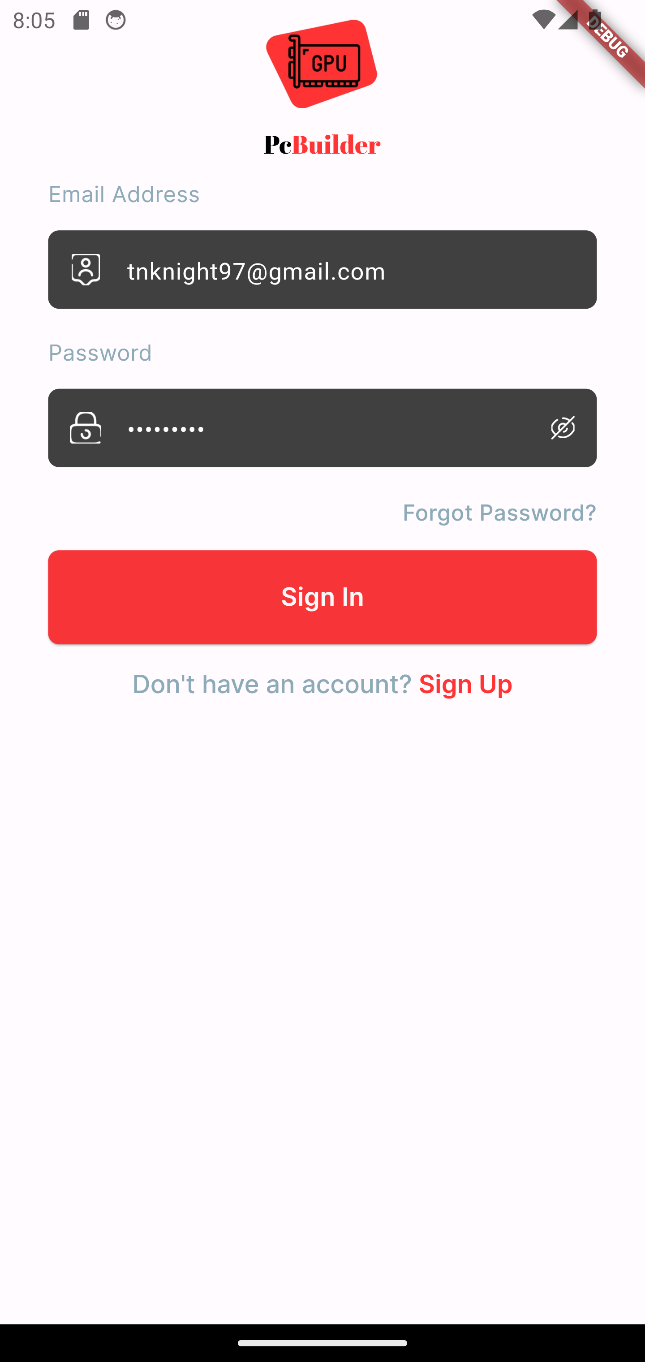 8:05
DEBUG
GPU
PcBuilder
Email Address
tnknight97@gmail.com
Password
•••••••••
Forgot Password?
Sign In
Don't have an account? Sign Up